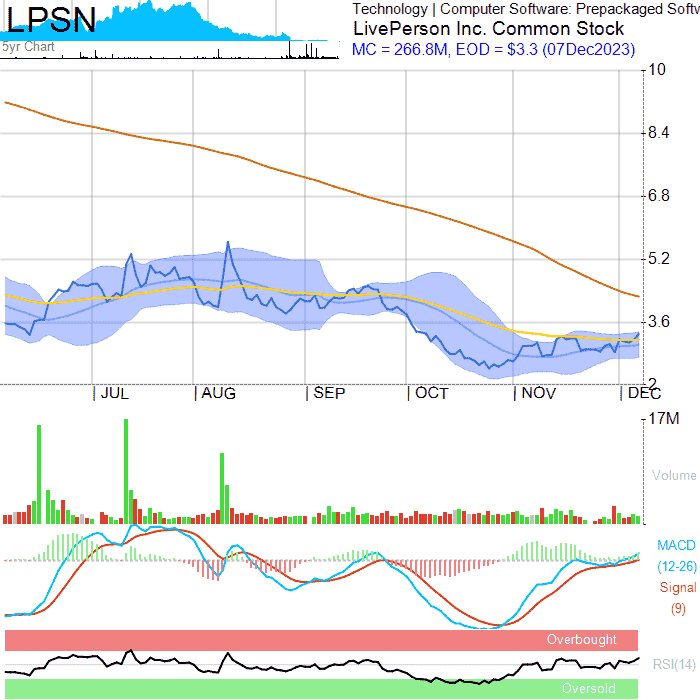 LPSN
5yr Chart
Technology | Computer Software: Prepackaged Softw
LivePerson Inc. Common Stock
MC = 266.8M, EOD = $3.3 (07Dec2023)
10
8.4
6.8
5.2
3.6
2
JUL
AUG
SEP
OCT
NOV
DEC
17M
Volume
MACD
(12-26)
Signal
(9)
Overbought
RSI(14)
Oversold